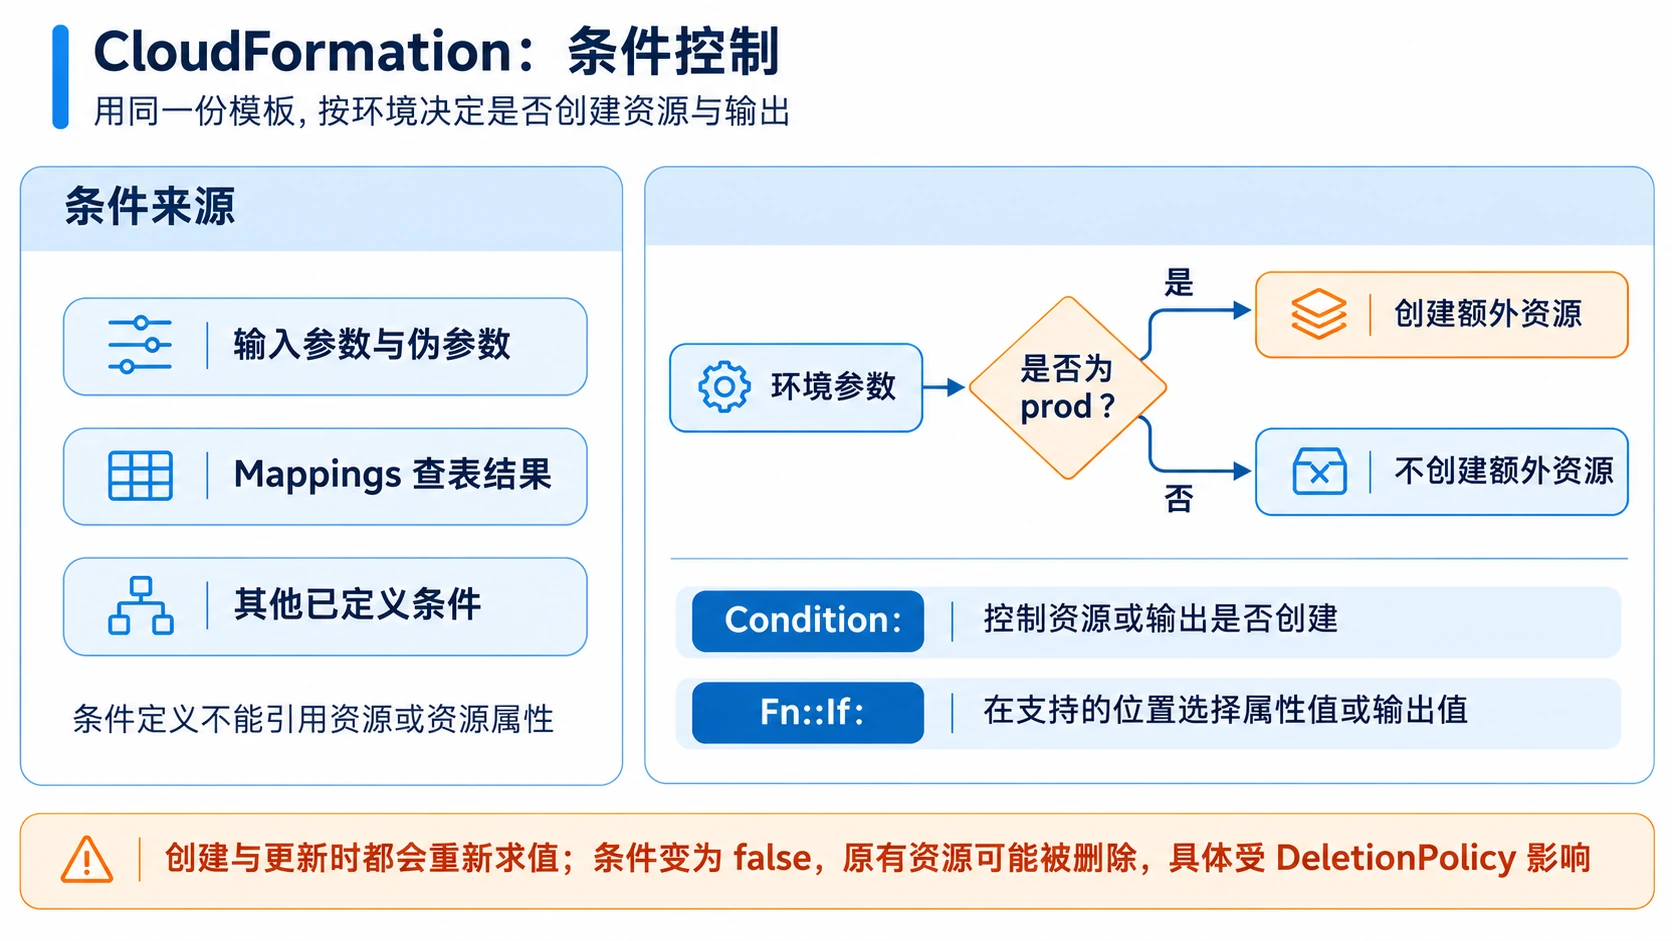 CloudFormation：条件控制
用同一份模板, 按环境决定是否创建资源与输出
条件来源
输入参数与伪参数
Mappings 查表结果
其他已定义条件
条件定义不能引用资源或资源属性
环境参数
是否为
prod？
是
创建额外资源
否
不创建额外资源
Condition:
控制资源或输出是否创建
Fn::If:
在支持的位置选择属性值或输出值
创建与更新时都会重新求值；条件变为 false，原有资源可能被删除，具体受 DeletionPolicy 影响